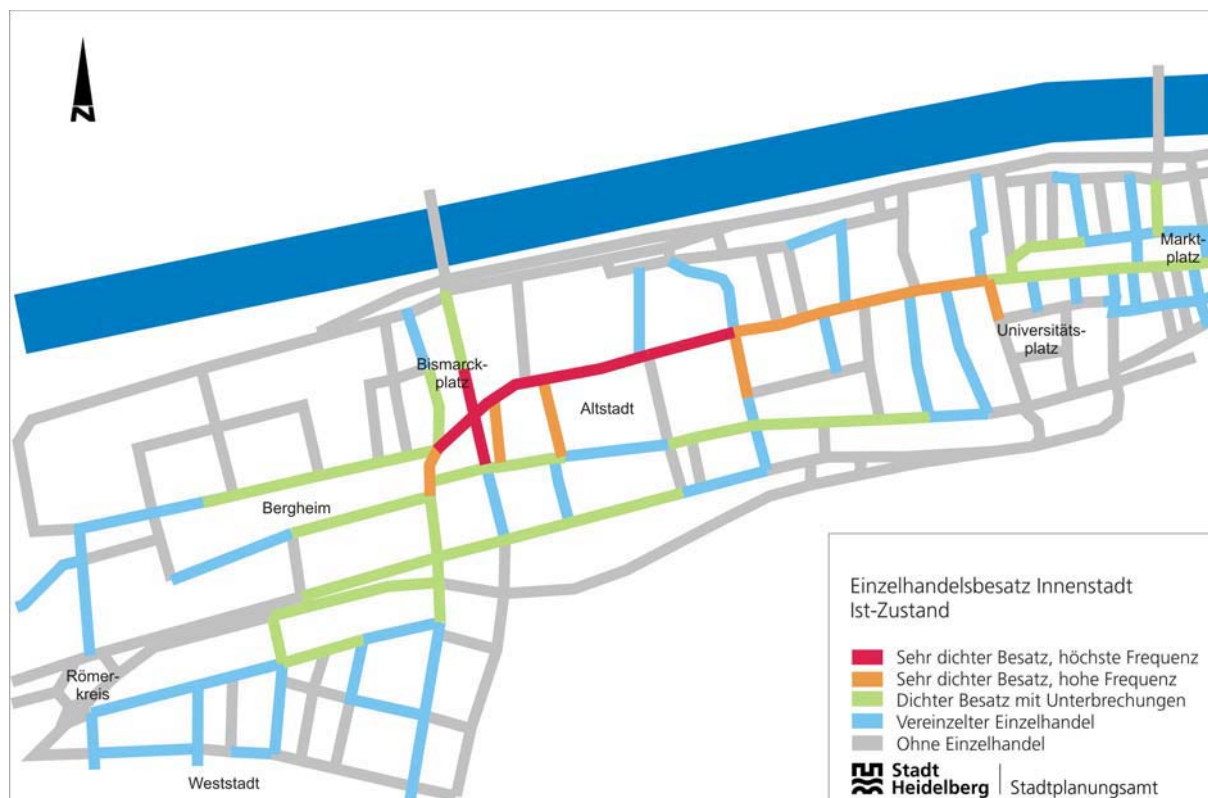 N
Bismarck-
platz
Altstadt
Markt-
platz
Universitäts-
platz
Bergheim
Römer-
kreis
Weststadt
Einzelhandelsbesatz Innenstadt
Ist-Zustand
Sehr dichter Besatz, höchste Frequenz
Sehr dichter Besatz, hohe Frequenz
Dichter Besatz mit Unterbrechungen
Vereinzelter Einzelhandel
Ohne Einzelhandel
Stadt
Heidelberg
Stadtplanungsamt